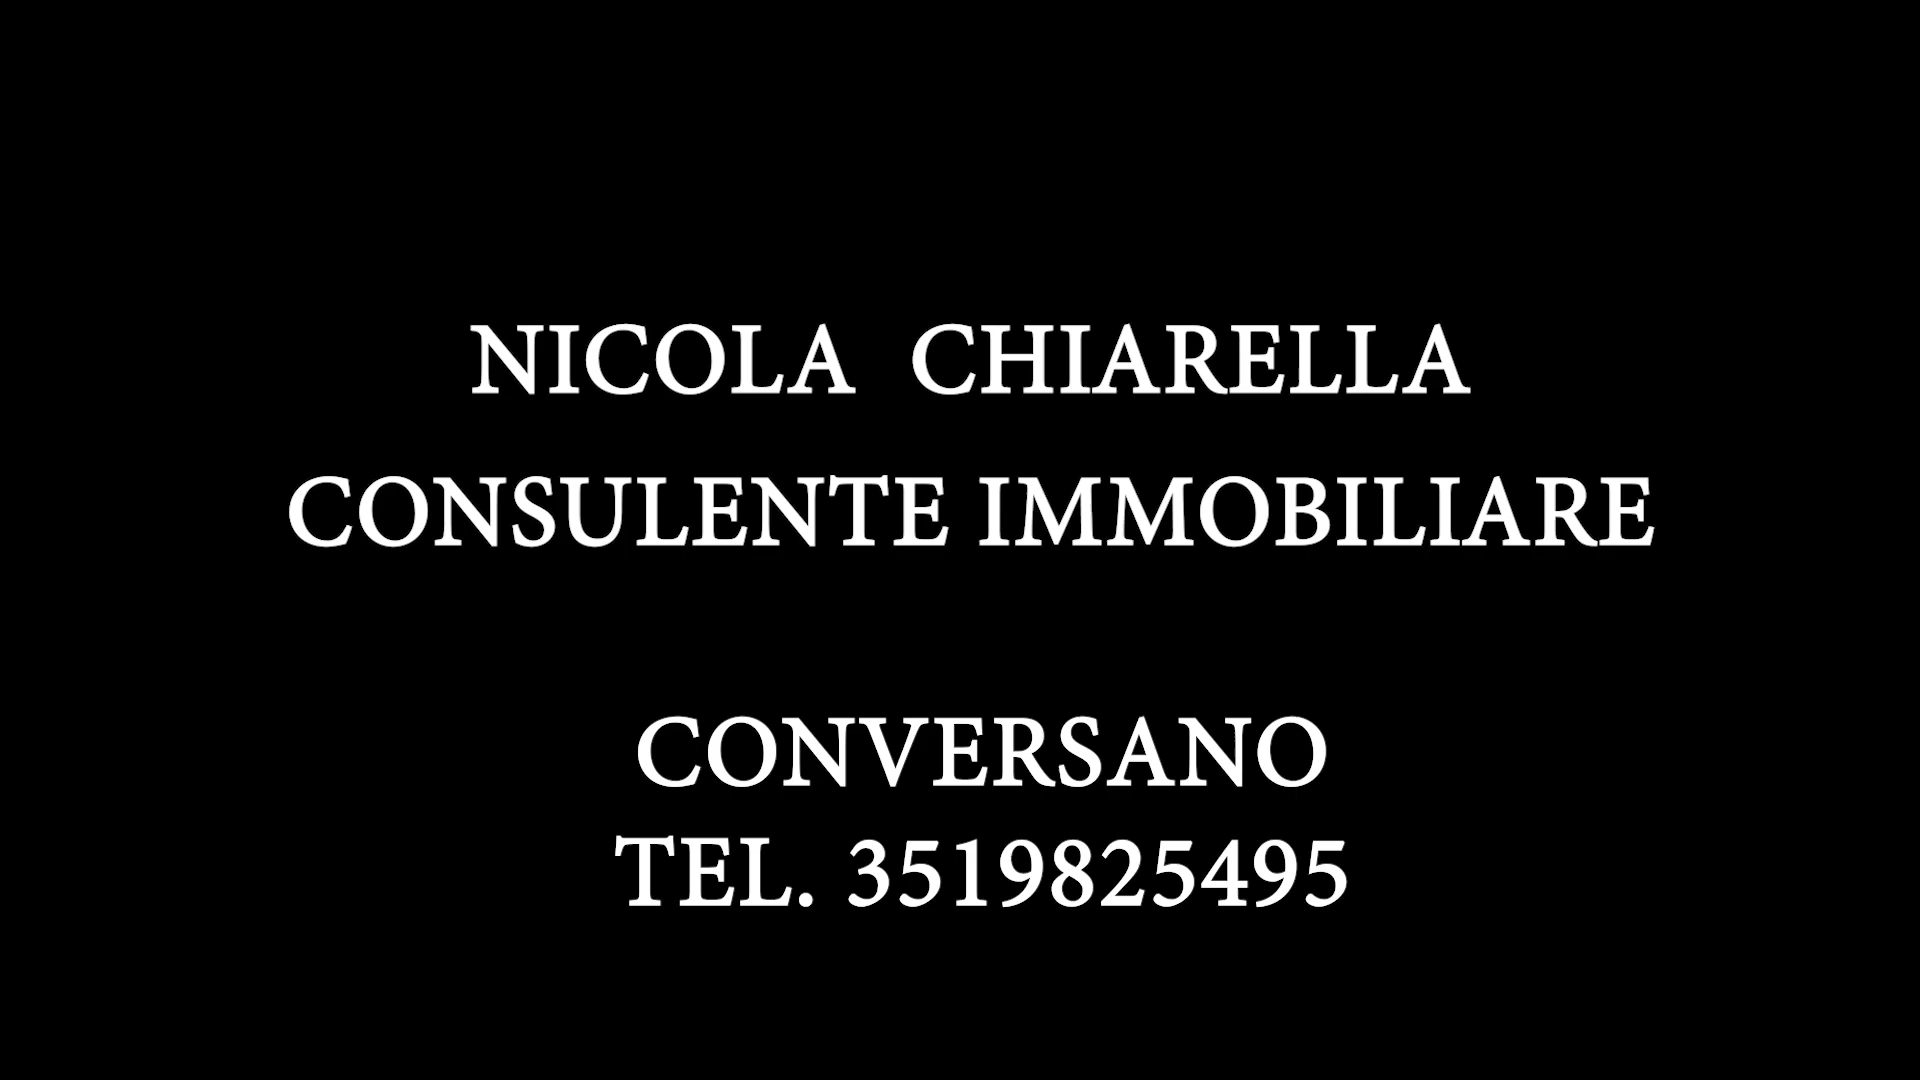 NICOLA CHIARELLA
CONSULENTE IMMOBILIARE
CONVERSANO
TEL. 3519825495